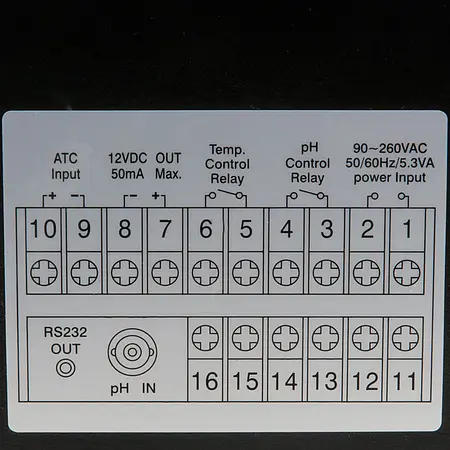 ATC
Input
12VDC OUT
50mA Max.
Temp.
Control
Relay
pH
Control
Relay
90~260VAC
50/60Hz/5.3VA
power Input
+ −
− +
10 9 8 7 6 5 4 3 2 1
RS232
OUT
pH IN
16 15 14 13 12 11